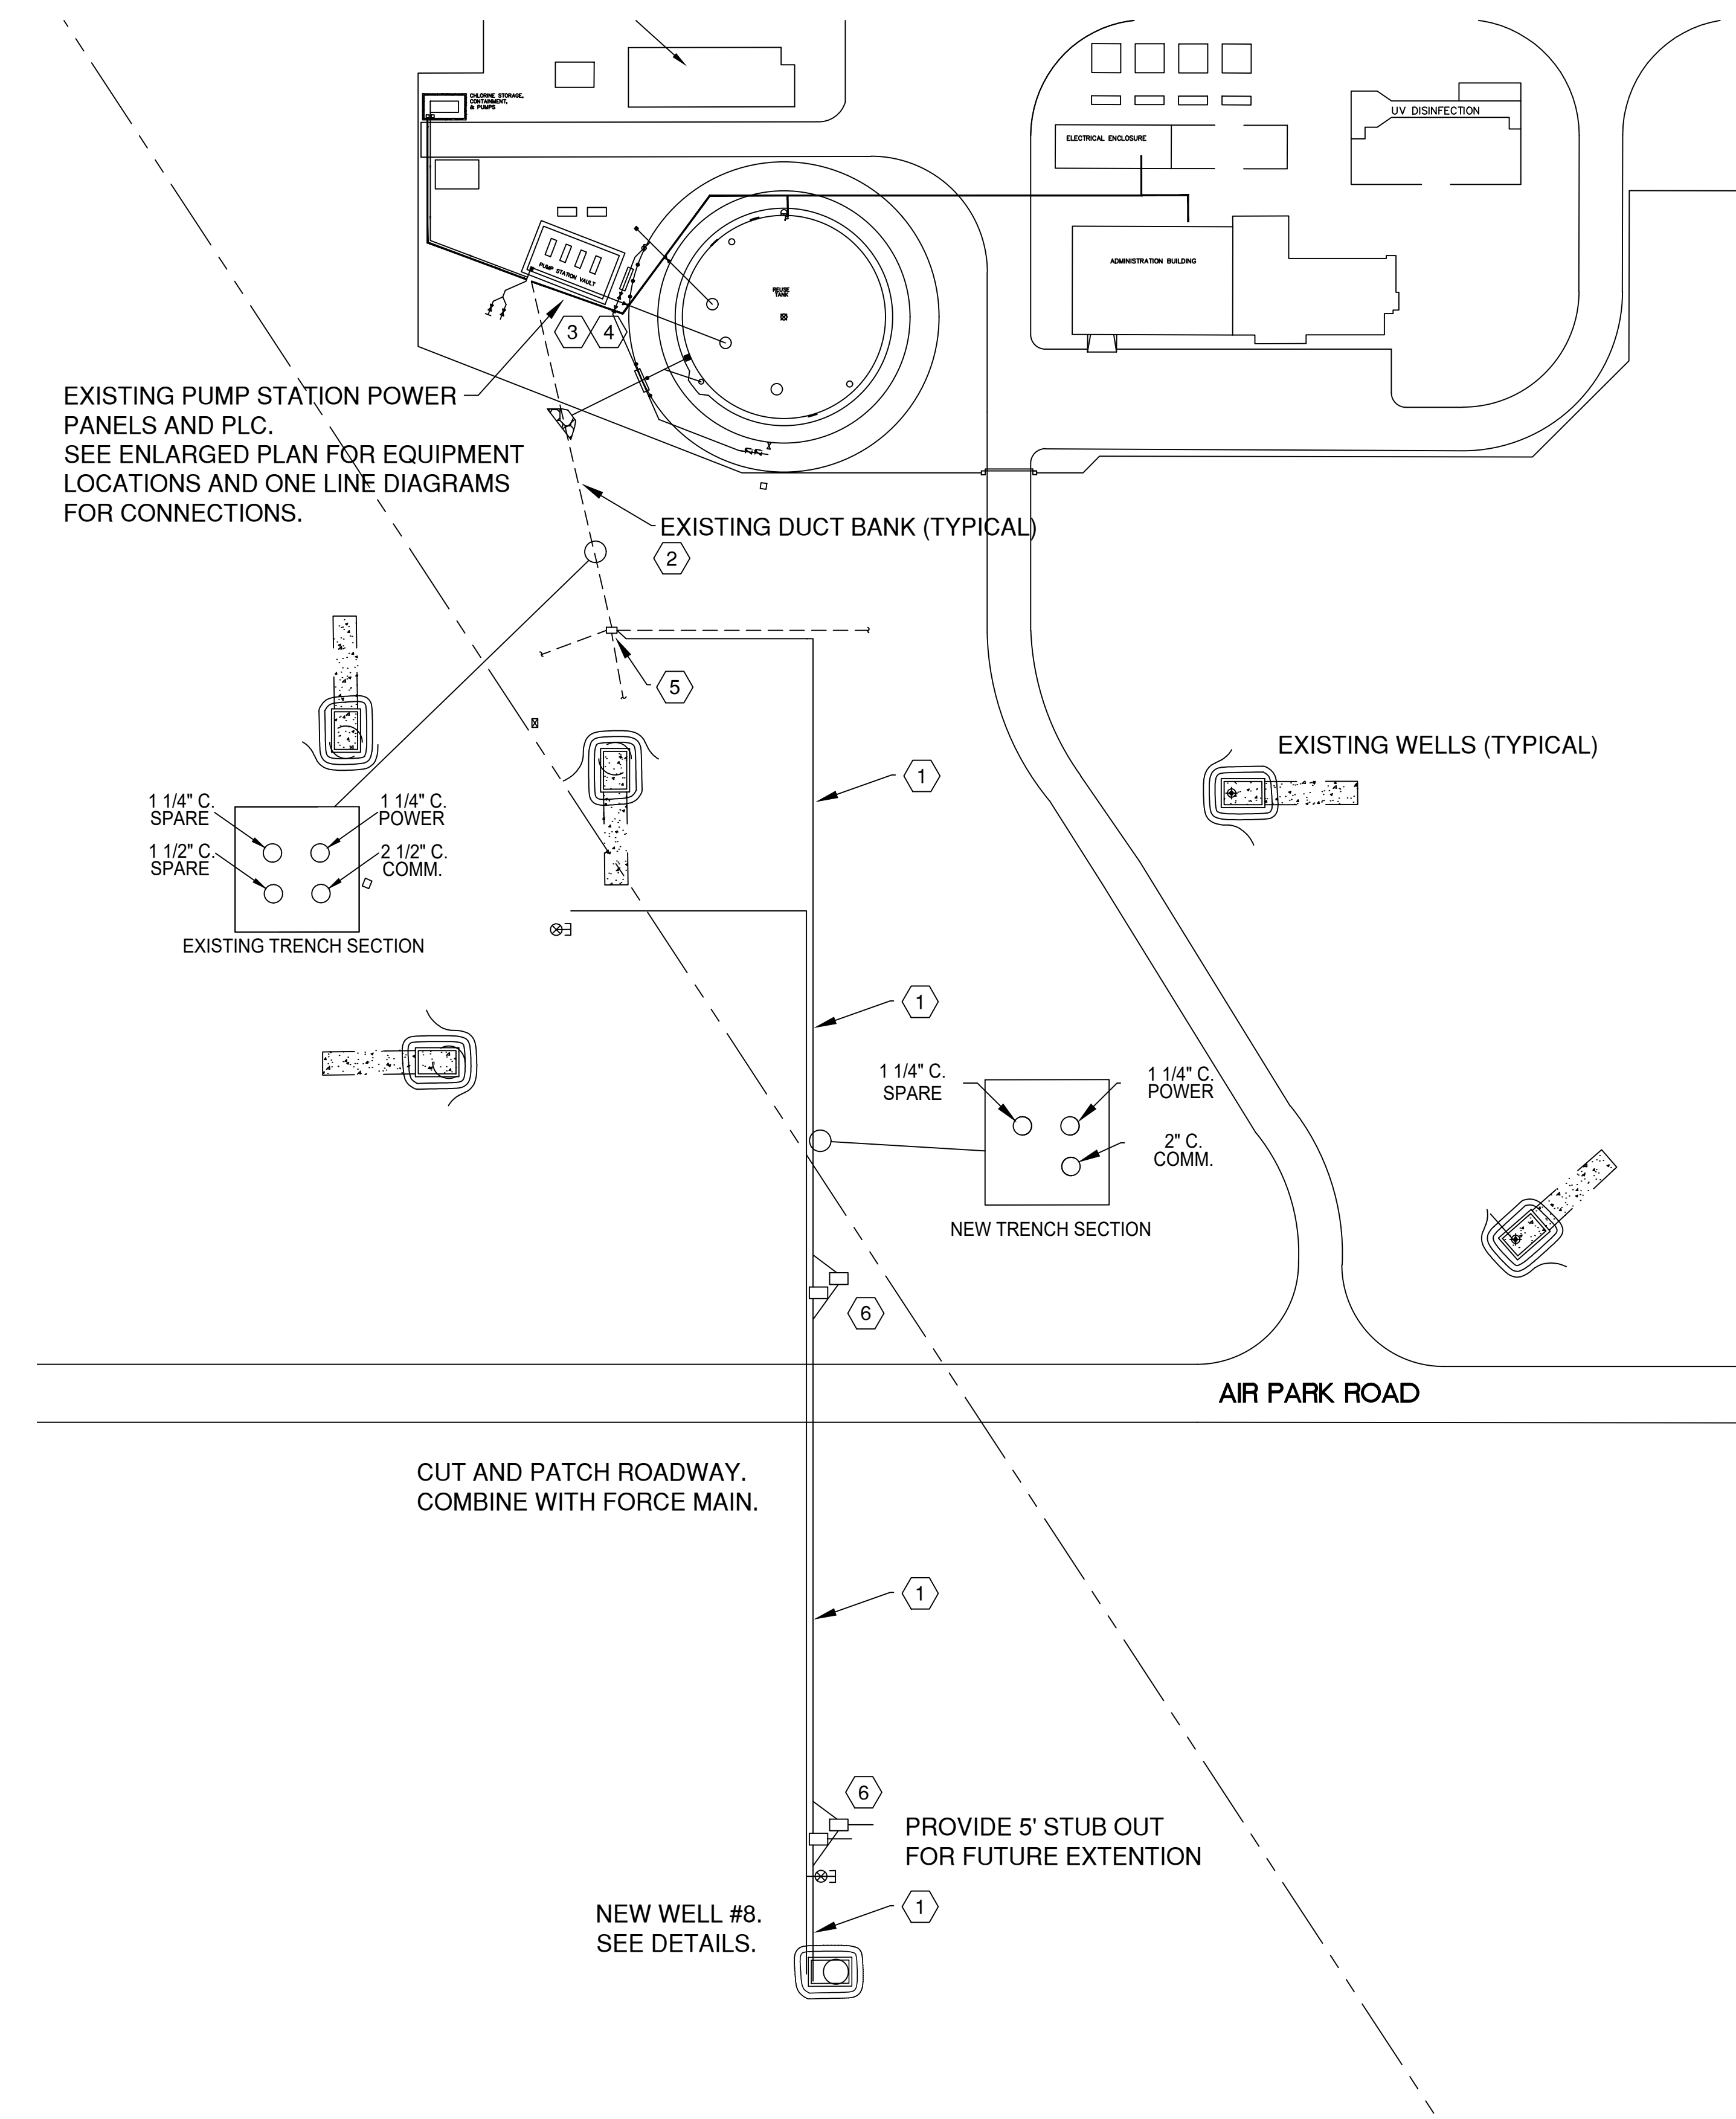 CHLORINE STORAGE,
CONTAINMENT,
& PUMPS
UV DISINFECTION
ELECTRICAL ENCLOSURE
ADMINISTRATION BUILDING
PUMP STATION VAULT
REUSE
TANK
3
4
EXISTING PUMP STATION POWER
PANELS AND PLC.
SEE ENLARGED PLAN FOR EQUIPMENT
LOCATIONS AND ONE LINE DIAGRAMS
FOR CONNECTIONS.
EXISTING DUCT BANK (TYPICAL)
2
5
EXISTING WELLS (TYPICAL)
1
1 1/4" C.
SPARE
1 1/4" C.
POWER
1 1/2" C.
SPARE
2 1/2" C.
COMM.
EXISTING TRENCH SECTION
1
1 1/4" C.
SPARE
1 1/4" C.
POWER
2" C.
COMM.
NEW TRENCH SECTION
6
AIR PARK ROAD
CUT AND PATCH ROADWAY.
COMBINE WITH FORCE MAIN.
1
6
PROVIDE 5' STUB OUT
FOR FUTURE EXTENTION
1
NEW WELL #8.
SEE DETAILS.